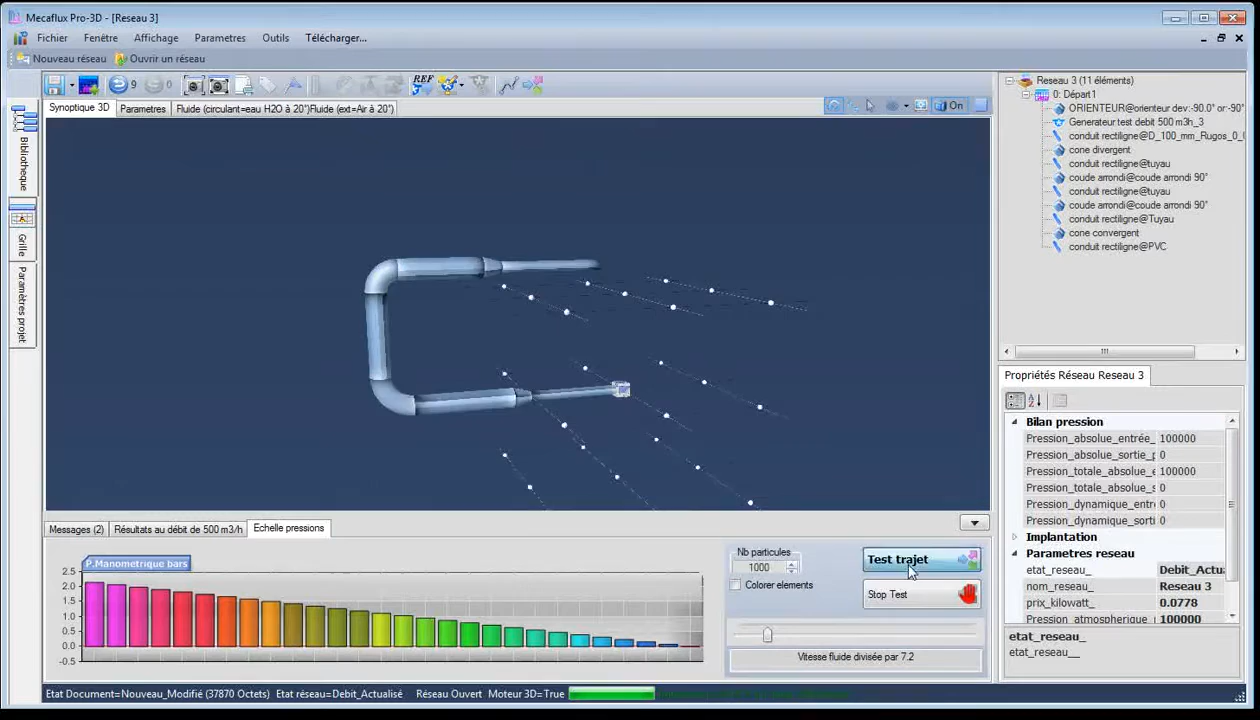 Mecaflux Pro-3D - [Reseau 3]
Fichier Fenêtre Affichage Parametres Outils Télécharger...
Nouveau réseau Ouvrir un réseau
9 0 REF
Synoptique 3D Parametres Fluide (circulant=eau H2O à 20°)Fluide (ext=Air à 20°) On
Bibliotheque
Grille
Paramètres projet
Reseau 3 (11 éléments)
0: Départ1
ORIENTEUR@orienteur dev:-90.0° or-90°
Generateur test debit 500 m3h_3
conduit rectiligne@D_100_mm_Rugos_0_
cone divergent
conduit rectiligne@tuyau
coude arrondi@coude arrondi 90°
conduit rectiligne@tuyau
coude arrondi@coude arrondi 90°
conduit rectiligne@Tuyau
cone convergent
conduit rectiligne@PVC
Propriétés Réseau Reseau 3
Bilan pression
Pression_absolue_entrée_ 100000
Pression_absolue_sortie_p 0
Pression_totale_absolue_e 100000
Pression_totale_absolue_s 0
Pression_dynamique_entre 0
Pression_dynamique_sorti 0
Implantation
Parametres reseau
etat_reseau_ Debit_Actu
nom_reseau_ Reseau 3
prix_kilowatt_ 0.0778
Pression_atmospherique_ 100000
etat_reseau_
etat_reseau__
Messages (2) Résultats au débit de 500 m3/h Echelle pressions
P.Manometrique bars
2.5
2.0
1.5
1.0
0.5
0.0
-0.5
Nb particules
1000
Colorer elements
Test trajet
Stop Test
Vitesse fluide divisée par 7.2
Etat Document=Nouveau_Modifié (37870 Octets) Etat réseau=Debit_Actualisé Réseau Ouvert Moteur 3D=True